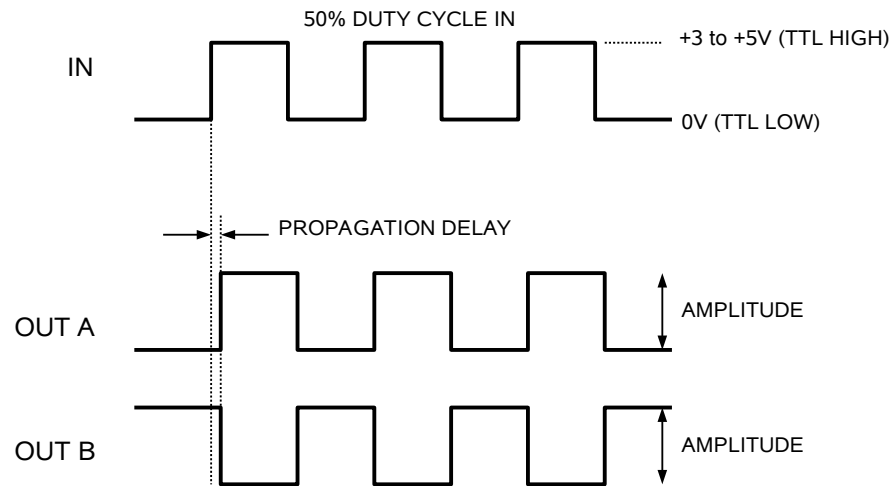 50% DUTY CYCLE IN
+3 to +5V (TTL HIGH)
IN
0V (TTL LOW)
PROPAGATION DELAY
OUT A
AMPLITUDE
OUT B
AMPLITUDE